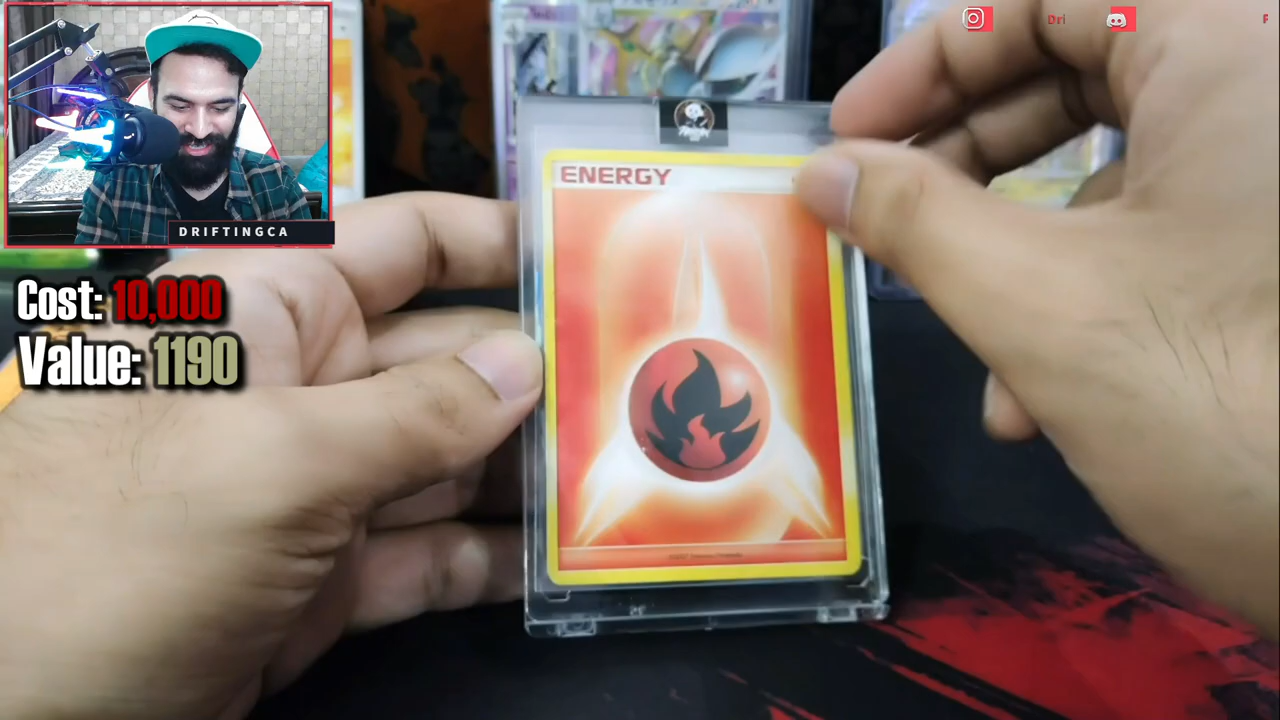 Dri
F
DRIFTINGCA
ENERGY
Cost: 10,000
Value: 1190